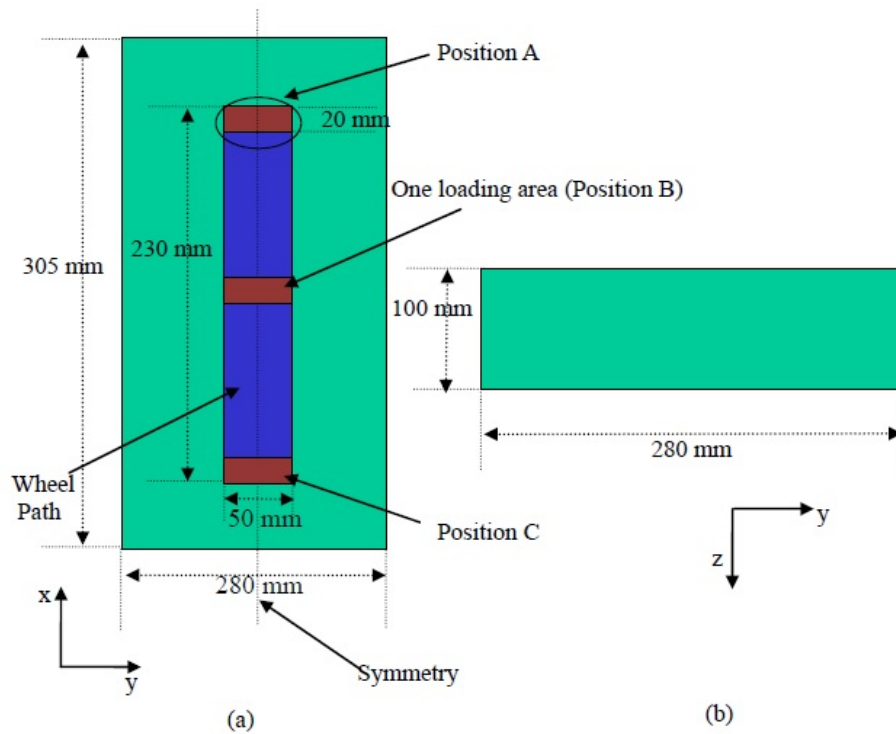 Position A
20 mm
One loading area (Position B)
230 mm
305 mm
100 mm
280 mm
Wheel
Path
50 mm
Position C
280 mm
x
y
Symmetry
y
z
(a)
(b)